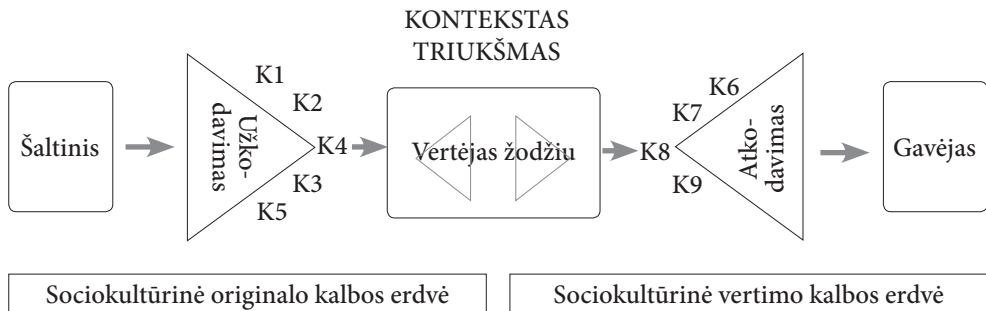 KONTEKSTAS
TRIUKŠMAS
Šaltinis
Užko-
davimas
K1
K2
K4
K3
K5
Vertėjas žodžiu
K6
K7
K8
K9
Atko-
davimas
Gavėjas
Sociokultūrinė originalo kalbos erdvė
Sociokultūrinė vertimo kalbos erdvė